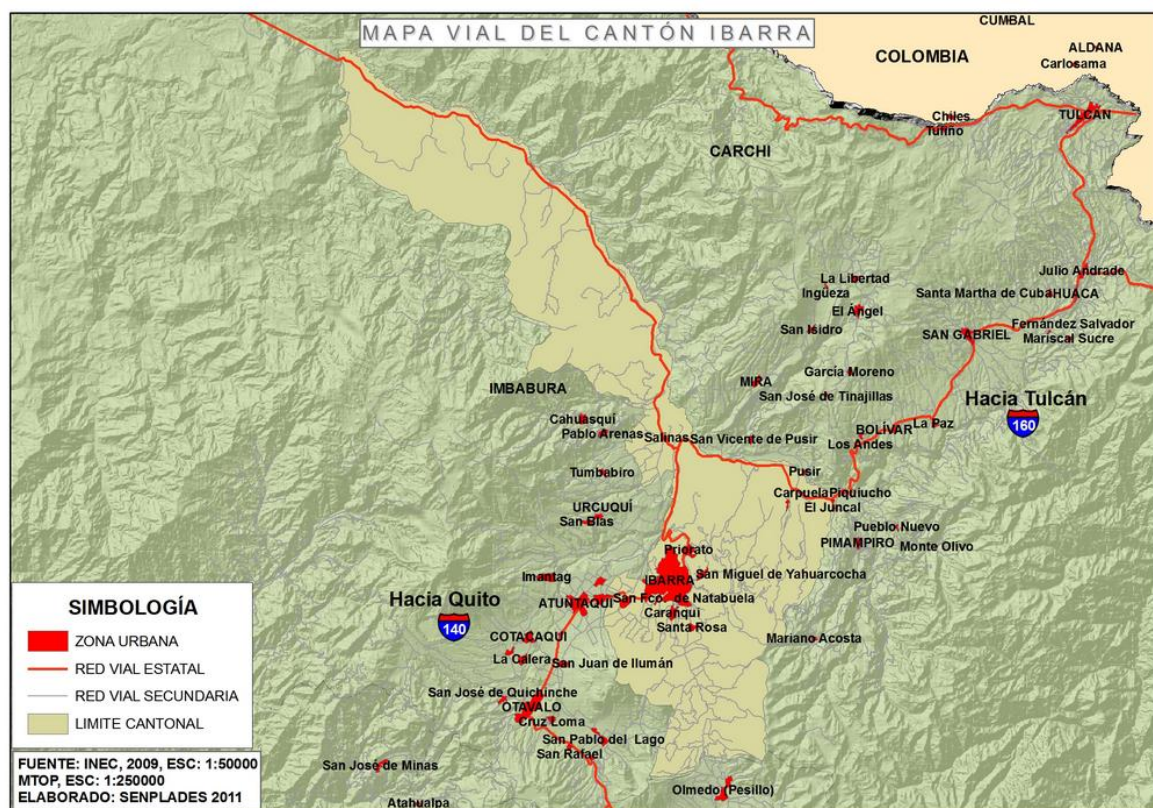 MAPA VIAL DEL CANTÓN IBARRA
CUMBAL
COLOMBIA
ALDANA
Carlosama
TULCÁN
Chiles
Tufiño
CARCHI
Julio Andrade
La Libertad
Ingüeza
Santa Martha de Cuba
HUACA
El Ángel
San Isidro
Fernández Salvador
SAN GABRIEL
Mariscal Sucre
García Moreno
MIRA
IMBABURA
San José de Tinajillas
Hacia Tulcán
160
Cahuasquí
Pablo Arenas
Salinas
San Vicente de Pusir
BOLÍVAR
La Paz
Los Andes
Tumbabiro
Pusir
Carpuela
Piquiucho
El Juncal
URCUQUÍ
San Blas
Pueblo Nuevo
PIMAMPIRO
Monte Olivo
Priorato
Imantag
IBARRA
San Miguel de Yahuarcocha
Hacia Quito
140
ATUNTAQUI
San Fco. de Natabuela
Caranqui
Santa Rosa
COTACAQUI
Mariano Acosta
La Calera
San Juan de Ilumán
San José de Quichinche
OTAVALO
Cruz Loma
San Pablo del Lago
San Rafael
San José de Minas
Olmedo (Pesillo)
Atahualpa
SIMBOLOGÍA
ZONA URBANA
RED VIAL ESTATAL
RED VIAL SECUNDARIA
LIMITE CANTONAL
FUENTE: INEC, 2009, ESC: 1:50000
MTOP, ESC: 1:250000
ELABORADO: SENPLADES 2011